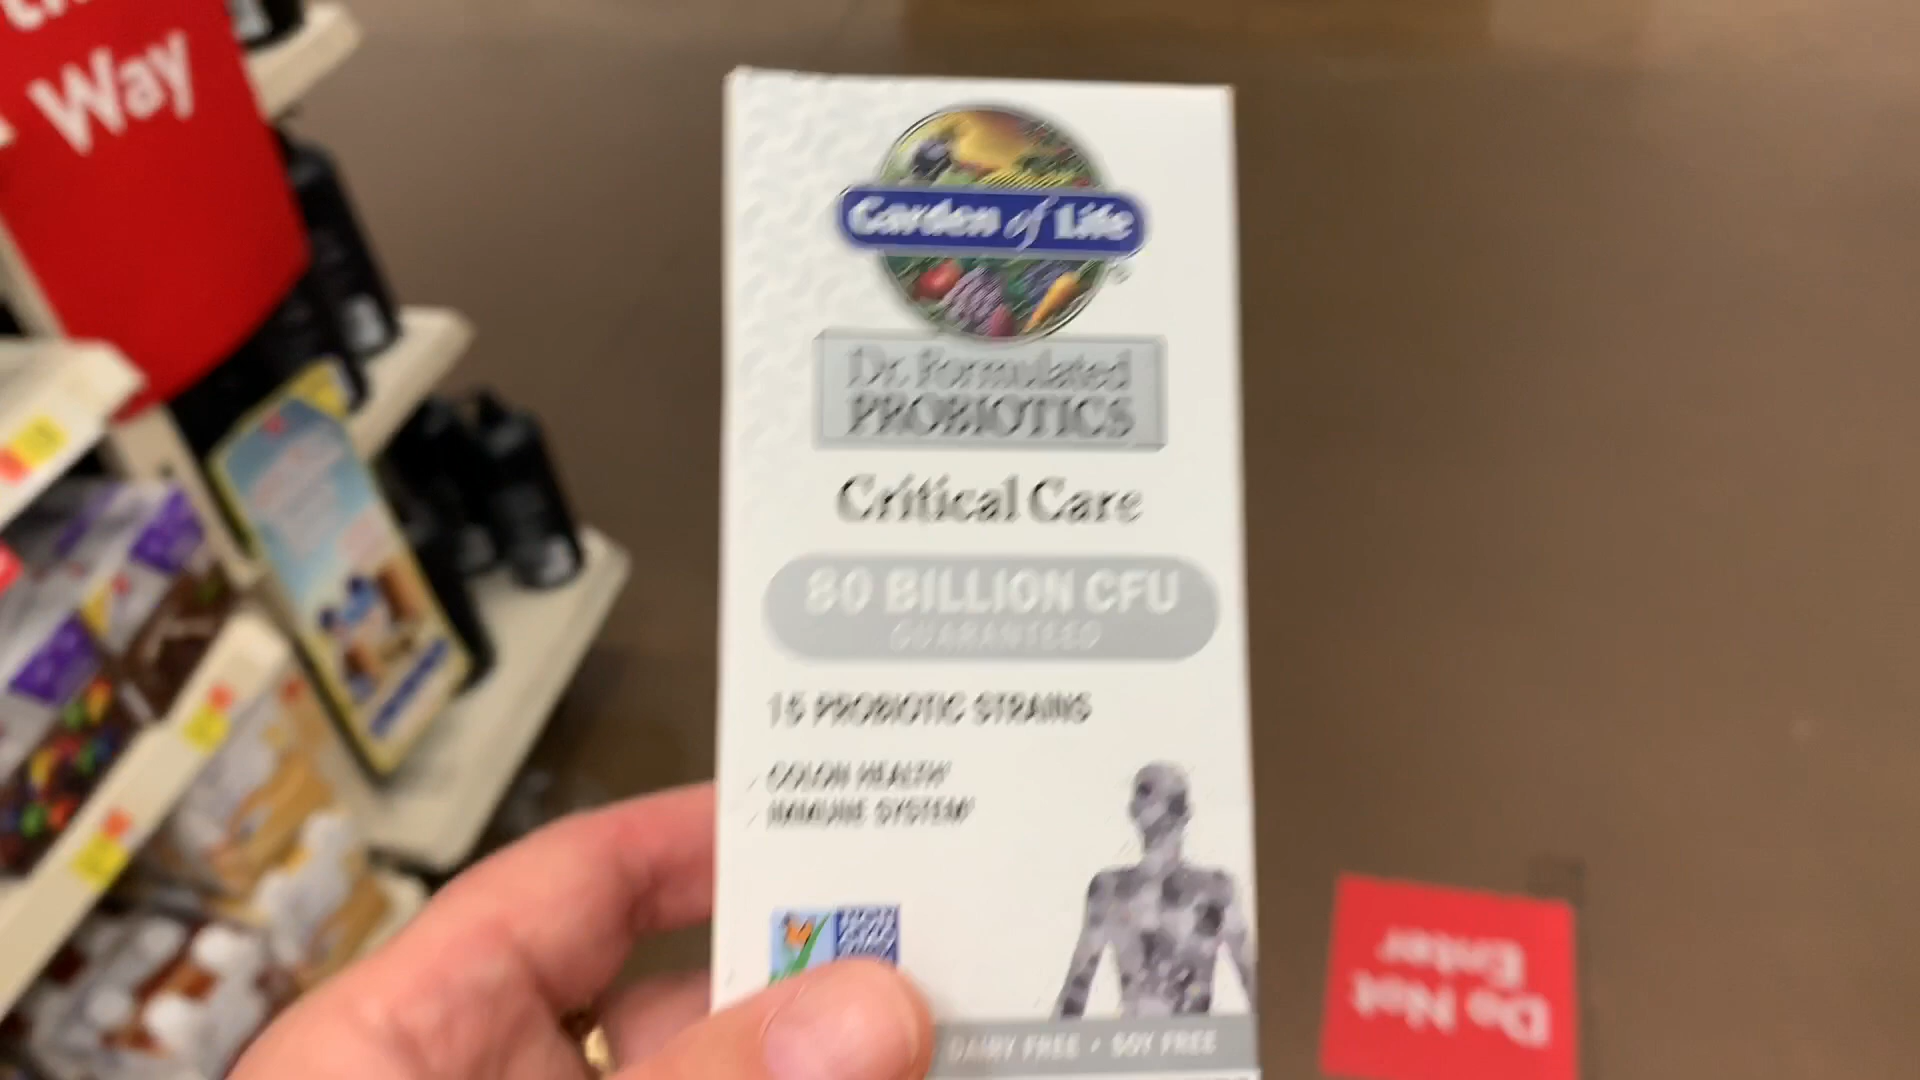 Way
Garden of Life
Dr. Formulated
PROBIOTICS
Critical Care
80 BILLION CFU
GUARANTEED
15 PROBIOTIC STRAINS
COLON HEALTH†
IMMUNE SYSTEM†
DAIRY FREE • SOY FREE
Do Not
Enter